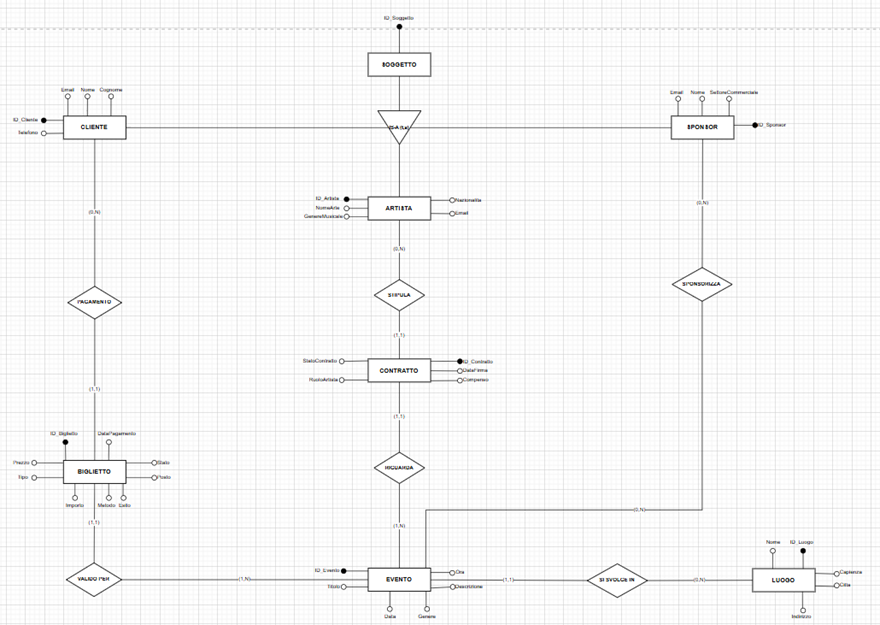 ID_Soggetto
SOGGETTO
Email Nome Cognome
ID_Cliente
Telefono
CLIENTE
IS-A (t,e)
Email Nome SettoreCommerciale
SPONSOR
ID_Sponsor
ID_Artista
NomeArte
GenereMusicale
ARTISTA
Nazionalita
Email
(0,N)
(0,N)
(0,N)
PAGAMENTO
STIPULA
SPONSORIZZA
(1,1)
(1,1)
StatoContratto
RuoloArtista
CONTRATTO
ID_Contratto
DataFirma
Compenso
(1,1)
ID_Biglietto
DataPagamento
Prezzo
Tipo
BIGLIETTO
Stato
Posto
Importo Metodo Esito
RIGUARDA
(1,1)
(1,N)
(0,N)
VALIDO PER
(1,N)
ID_Evento
Titolo
EVENTO
Ora
Descrizione
Data
Genere
(1,1)
SI SVOLGE IN
(0,N)
Nome
ID_Luogo
LUOGO
Capienza
Citta
Indirizzo